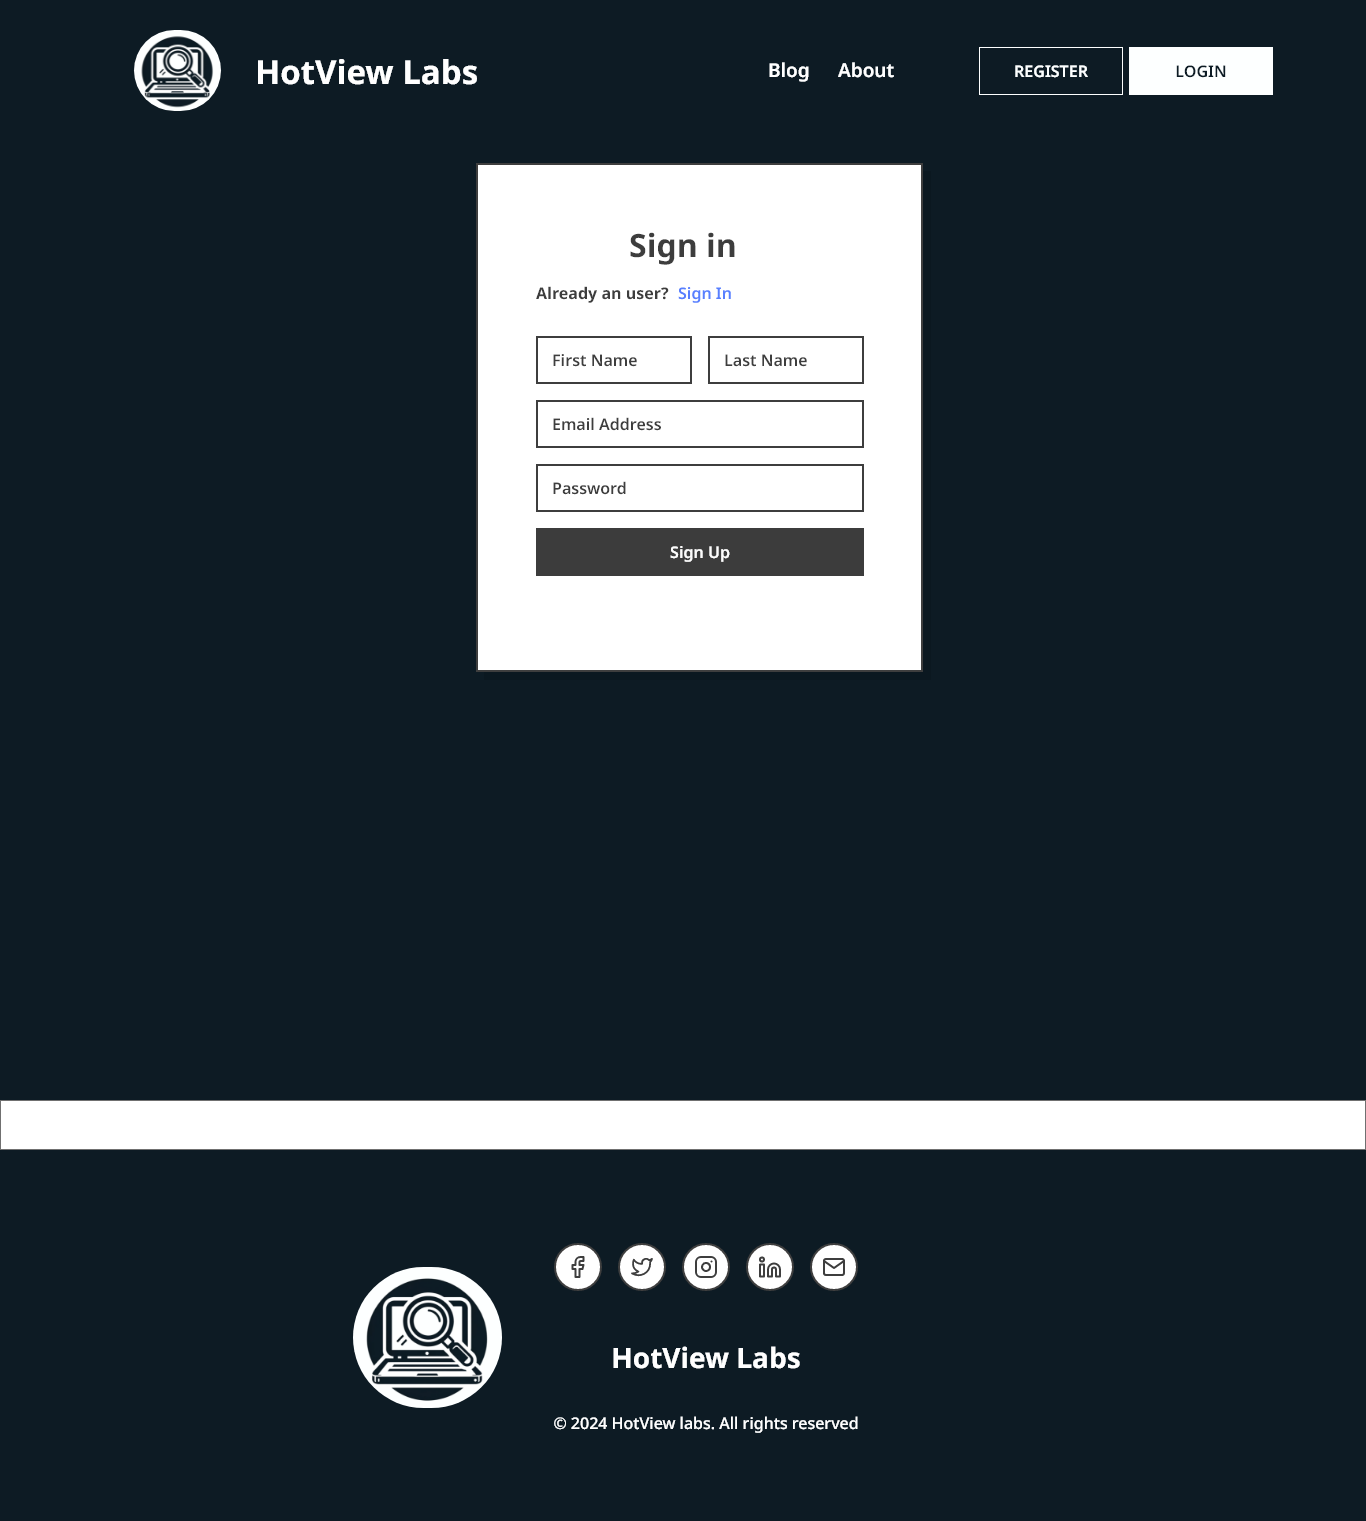 HotView Labs
Blog About
REGISTER LOGIN
Sign in
Already an user? Sign In
First Name Last Name
Email Address
Password
Sign Up
HotView Labs
© 2024 HotView labs. All rights reserved